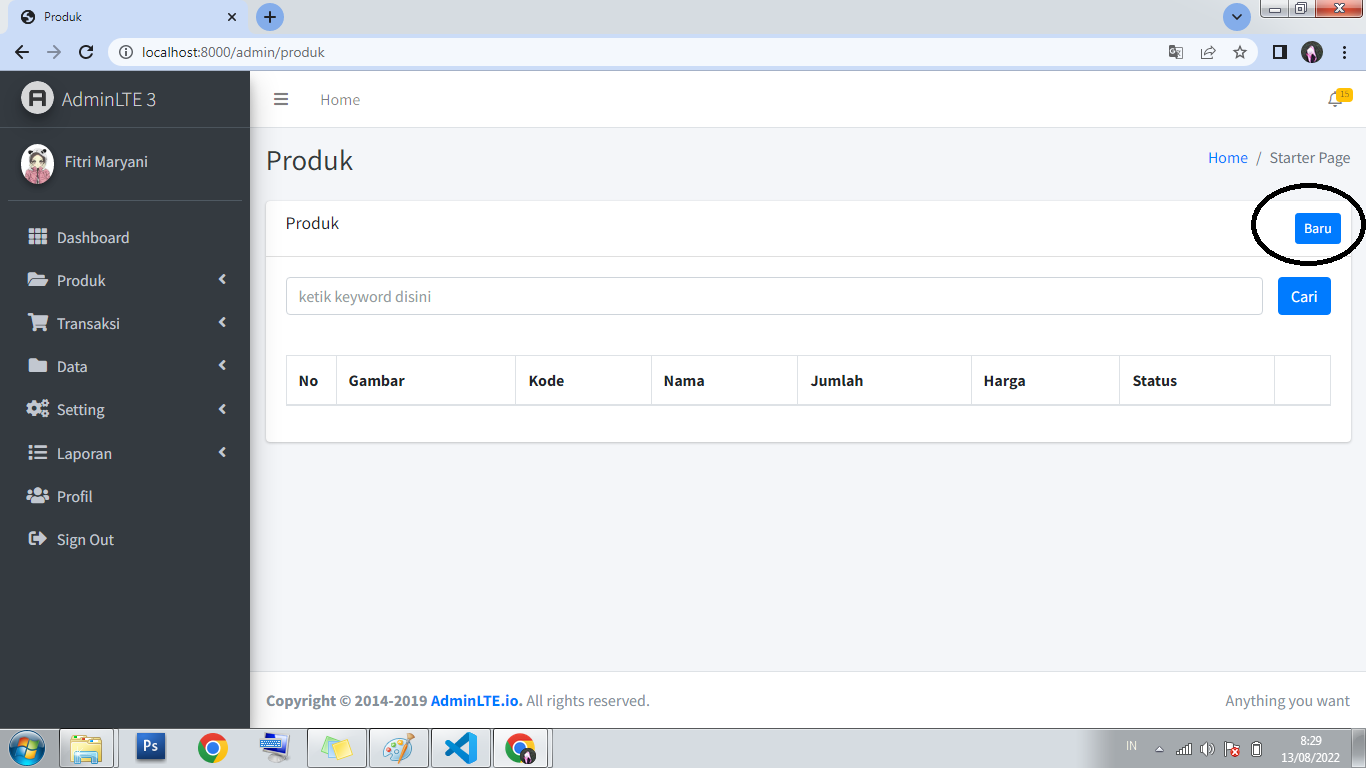 Produk
localhost:8000/admin/produk
AdminLTE 3
Home
15
Fitri Maryani
Produk
Home / Starter Page
Produk
Baru
Dashboard
Produk
Transaksi
Data
Setting
Laporan
Profil
Sign Out
ketik keyword disini
Cari
No Gambar Kode Nama Jumlah Harga Status
Copyright © 2014-2019 AdminLTE.io. All rights reserved.
Anything you want
Ps
IN
8:29
13/08/2022